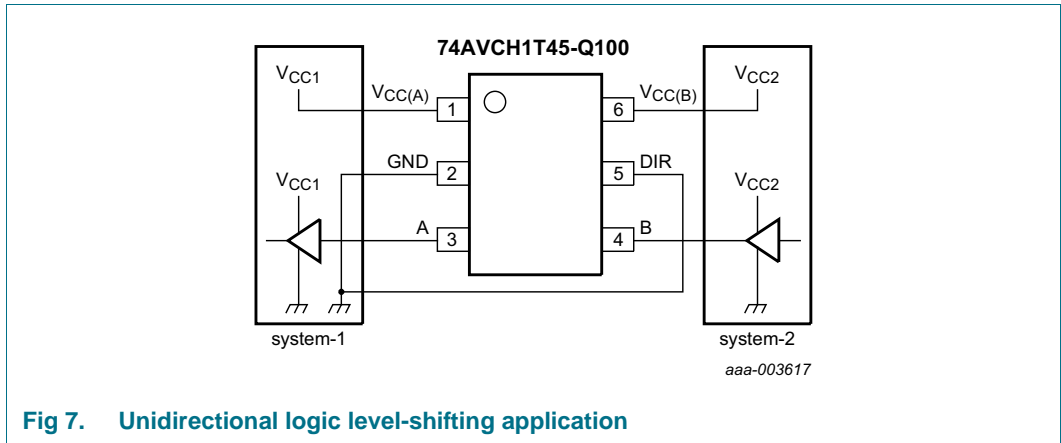 74AVCH1T45-Q100
VCC1
VCC(A)
1
6
VCC(B)
VCC2
GND
2
5
DIR
VCC1
VCC2
A
3
4
B
system-1
system-2
aaa-003617
Fig 7. Unidirectional logic level-shifting application